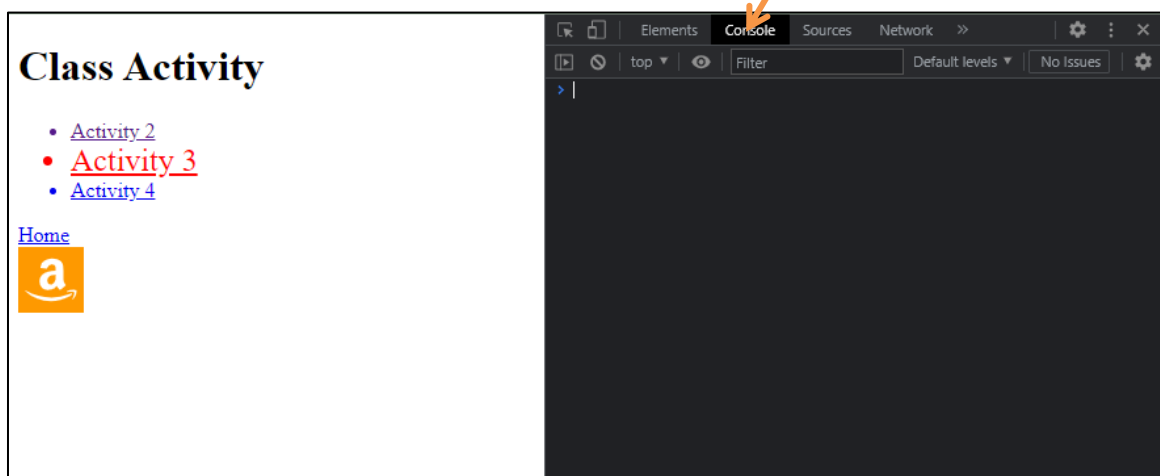 Class Activity
Activity 2
Activity 3
Activity 4
Home
a
Elements Console Sources Network »
top Filter Default levels No Issues